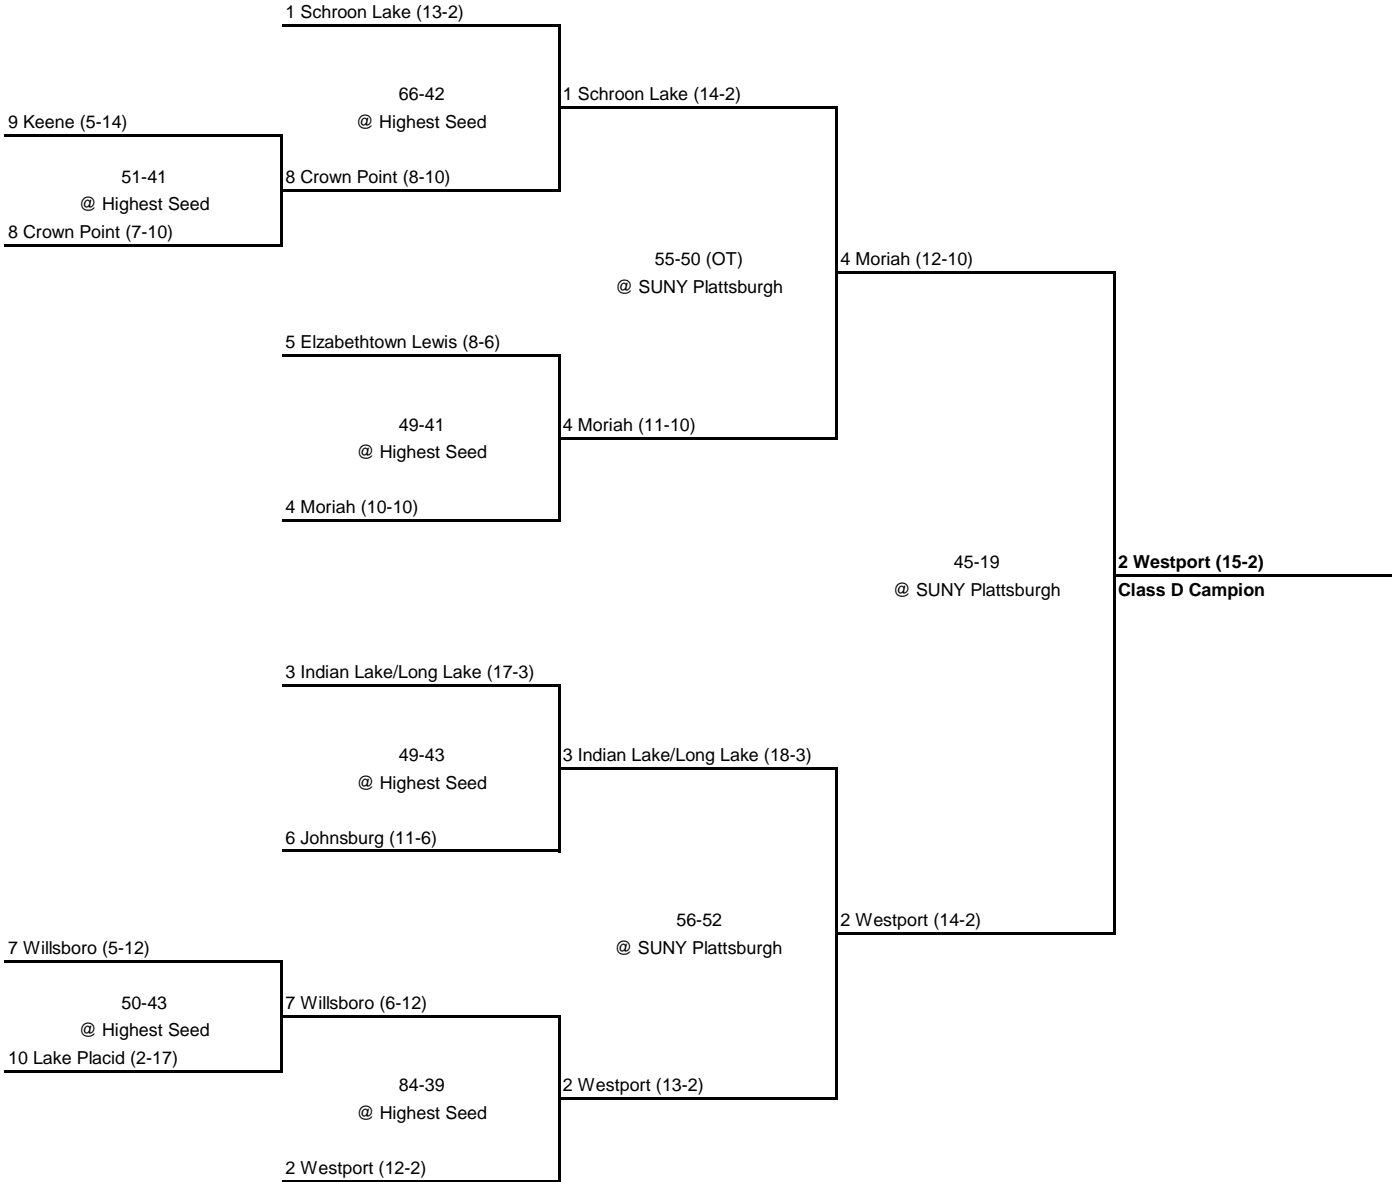 1 Schroon Lake (13-2)
66-42
@ Highest Seed
1 Schroon Lake (14-2)
9 Keene (5-14)
51-41
@ Highest Seed
8 Crown Point (8-10)
8 Crown Point (7-10)
55-50 (OT)
@ SUNY Plattsburgh
4 Moriah (12-10)
5 Elzabethtown Lewis (8-6)
49-41
@ Highest Seed
4 Moriah (11-10)
4 Moriah (10-10)
45-19
@ SUNY Plattsburgh
2 Westport (15-2)
Class D Campion
3 Indian Lake/Long Lake (17-3)
49-43
@ Highest Seed
3 Indian Lake/Long Lake (18-3)
6 Johnsburg (11-6)
56-52
@ SUNY Plattsburgh
2 Westport (14-2)
7 Willsboro (5-12)
50-43
@ Highest Seed
7 Willsboro (6-12)
10 Lake Placid (2-17)
84-39
@ Highest Seed
2 Westport (13-2)
2 Westport (12-2)